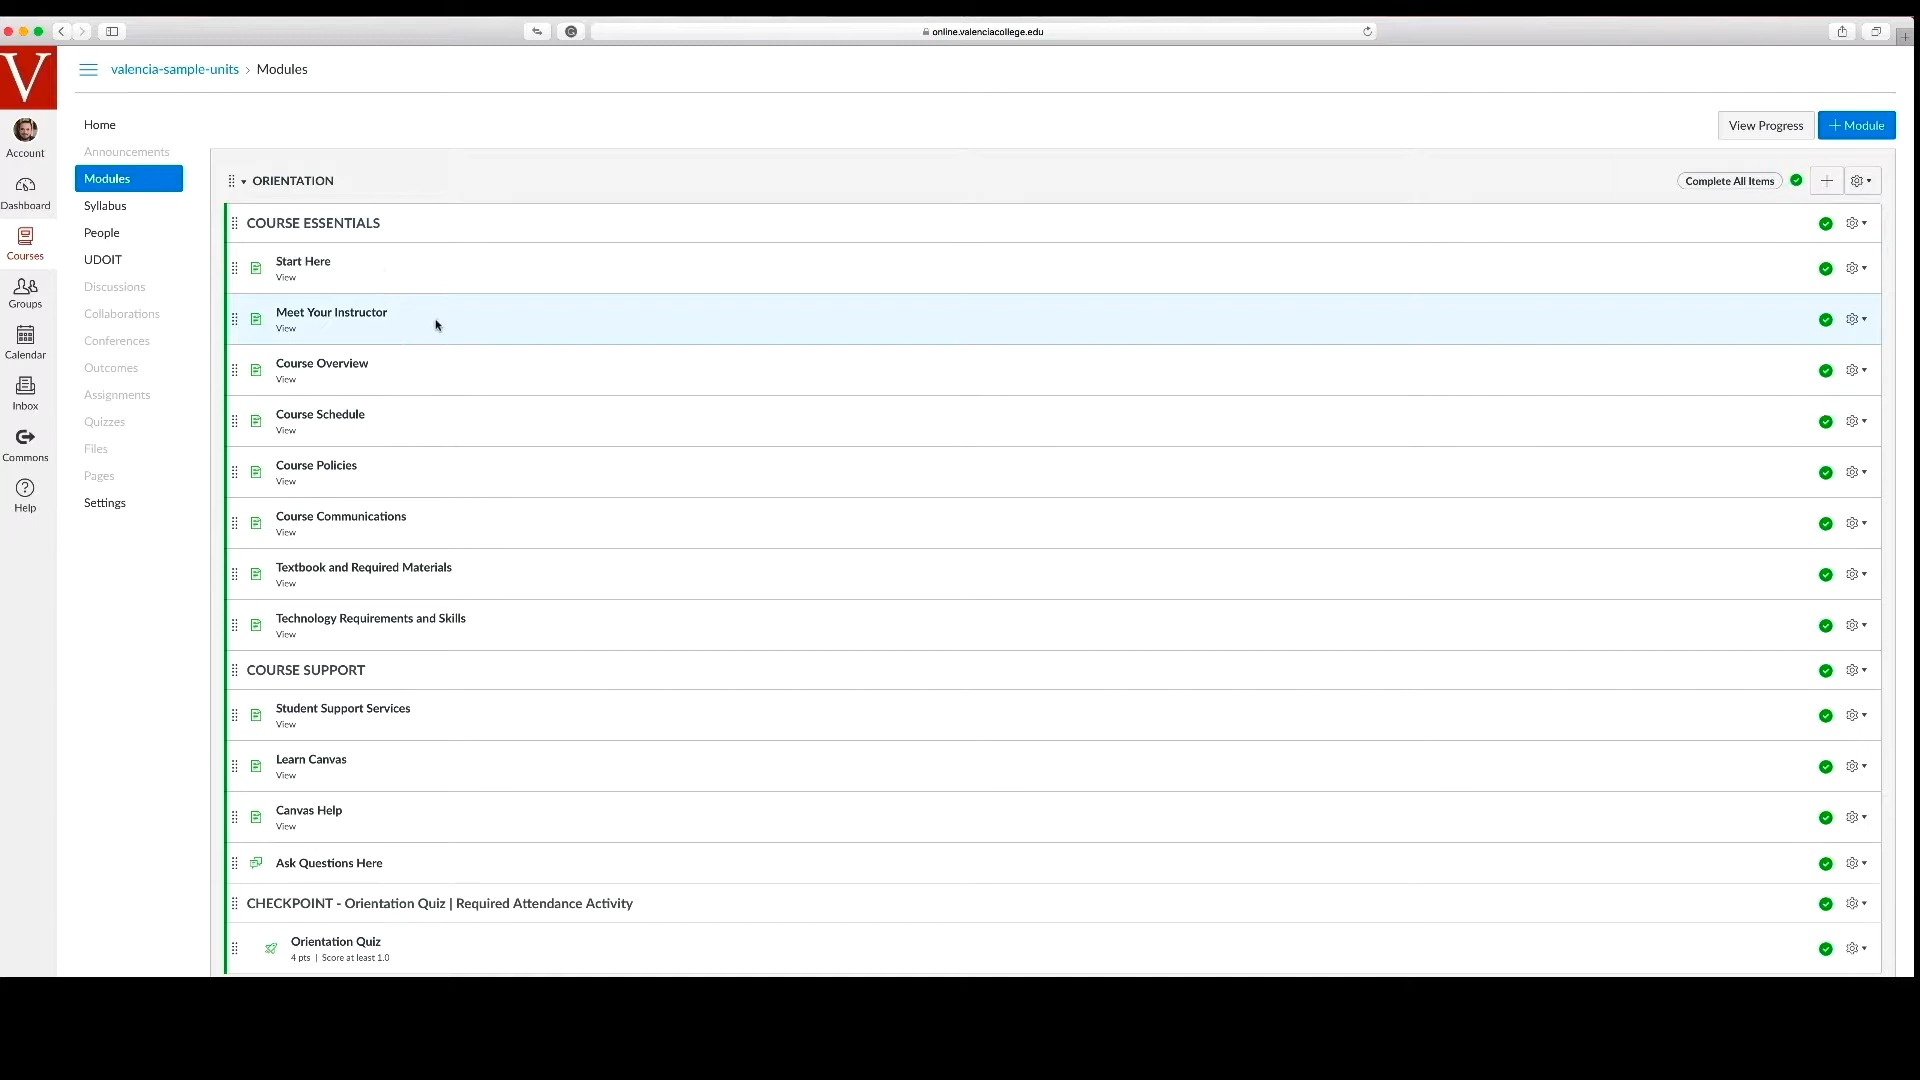 online.valenciacollege.edu
V
valencia-sample-units › Modules
Account
Dashboard
Courses
Groups
Calendar
Inbox
Commons
Help
Home
Announcements
Modules
Syllabus
People
UDOIT
Discussions
Collaborations
Conferences
Outcomes
Assignments
Quizzes
Files
Pages
Settings
View Progress
+ Module
ORIENTATION
Complete All Items
COURSE ESSENTIALS
Start Here
View
Meet Your Instructor
View
Course Overview
View
Course Schedule
View
Course Policies
View
Course Communications
View
Textbook and Required Materials
View
Technology Requirements and Skills
View
COURSE SUPPORT
Student Support Services
View
Learn Canvas
View
Canvas Help
View
Ask Questions Here
CHECKPOINT - Orientation Quiz | Required Attendance Activity
Orientation Quiz
4 pts | Score at least 1.0